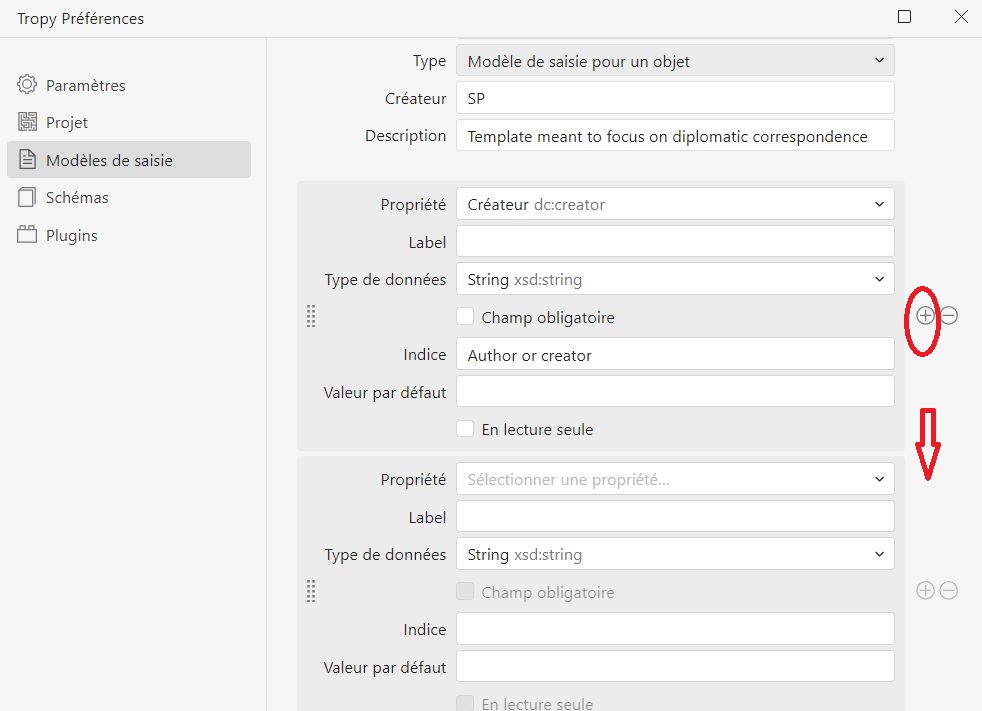 Tropy Préférences
Paramètres
Projet
Modèles de saisie
Schémas
Plugins
Type Modèle de saisie pour un objet
Créateur SP
Description Template meant to focus on diplomatic correspondence
Propriété Créateur dc:creator
Label
Type de données String xsd:string
Champ obligatoire
Indice Author or creator
Valeur par défaut
En lecture seule
Propriété Sélectionner une propriété...
Label
Type de données String xsd:string
Champ obligatoire
Indice
Valeur par défaut
En lecture seule